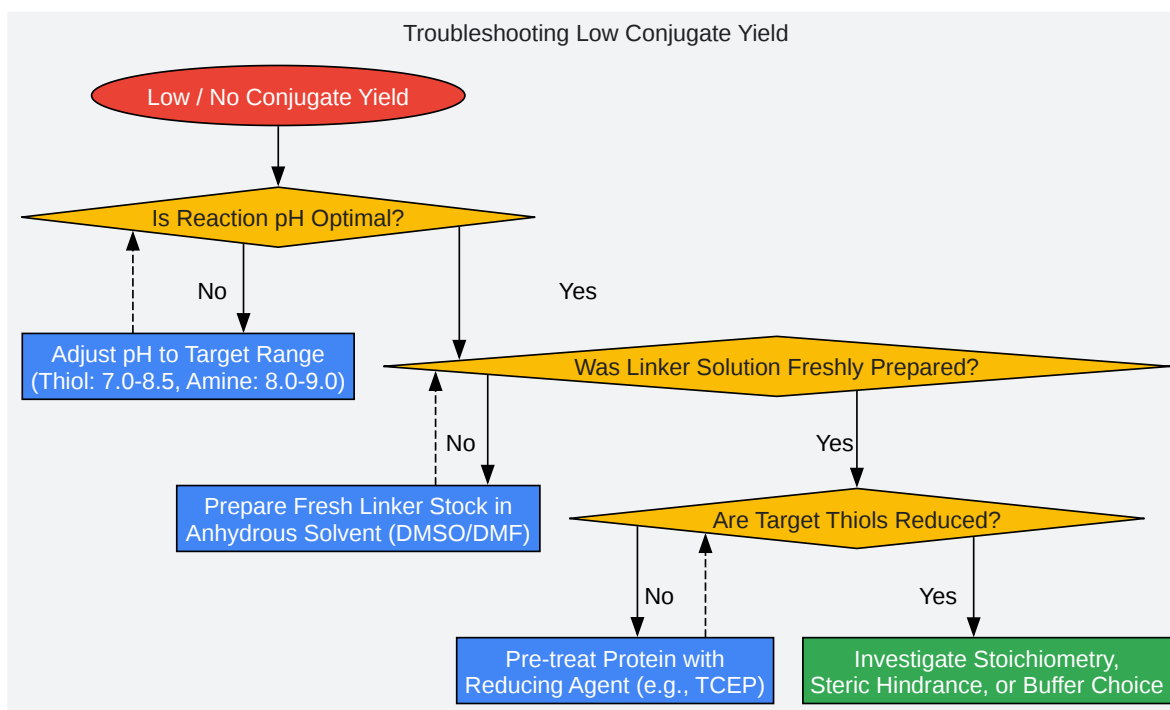 Troubleshooting Low Conjugate Yield
Low / No Conjugate Yield
Is Reaction pH Optimal?
No
Yes
Adjust pH to Target Range
(Thiol: 7.0-8.5, Amine: 8.0-9.0)
Was Linker Solution Freshly Prepared?
No
Yes
Prepare Fresh Linker Stock in
Anhydrous Solvent (DMSO/DMF)
Are Target Thiols Reduced?
No
Yes
Pre-treat Protein with
Reducing Agent (e.g., TCEP)
Investigate Stoichiometry,
Steric Hindrance, or Buffer Choice